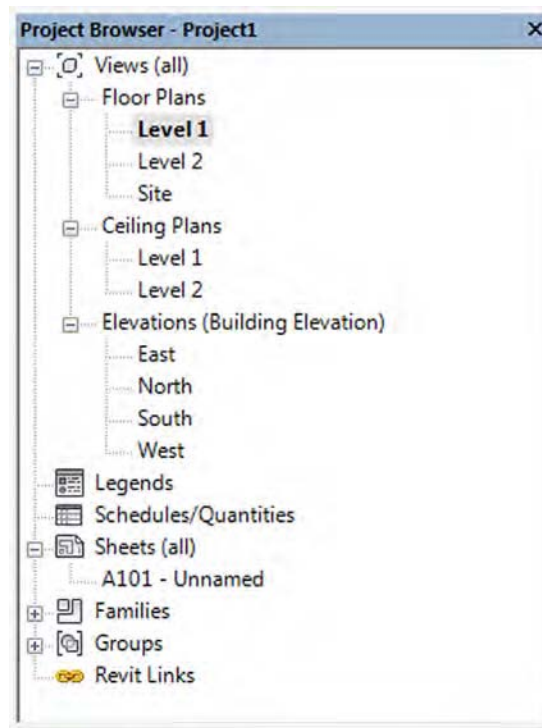 Project Browser - Project1
Views (all)
Floor Plans
Level 1
Level 2
Site
Ceiling Plans
Level 1
Level 2
Elevations (Building Elevation)
East
North
South
West
Legends
Schedules/Quantities
Sheets (all)
A101 - Unnamed
Families
Groups
Revit Links